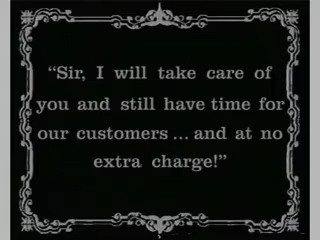 “Sir, I will take care of
you and still have time for
our customers ... and at no
extra charge!”